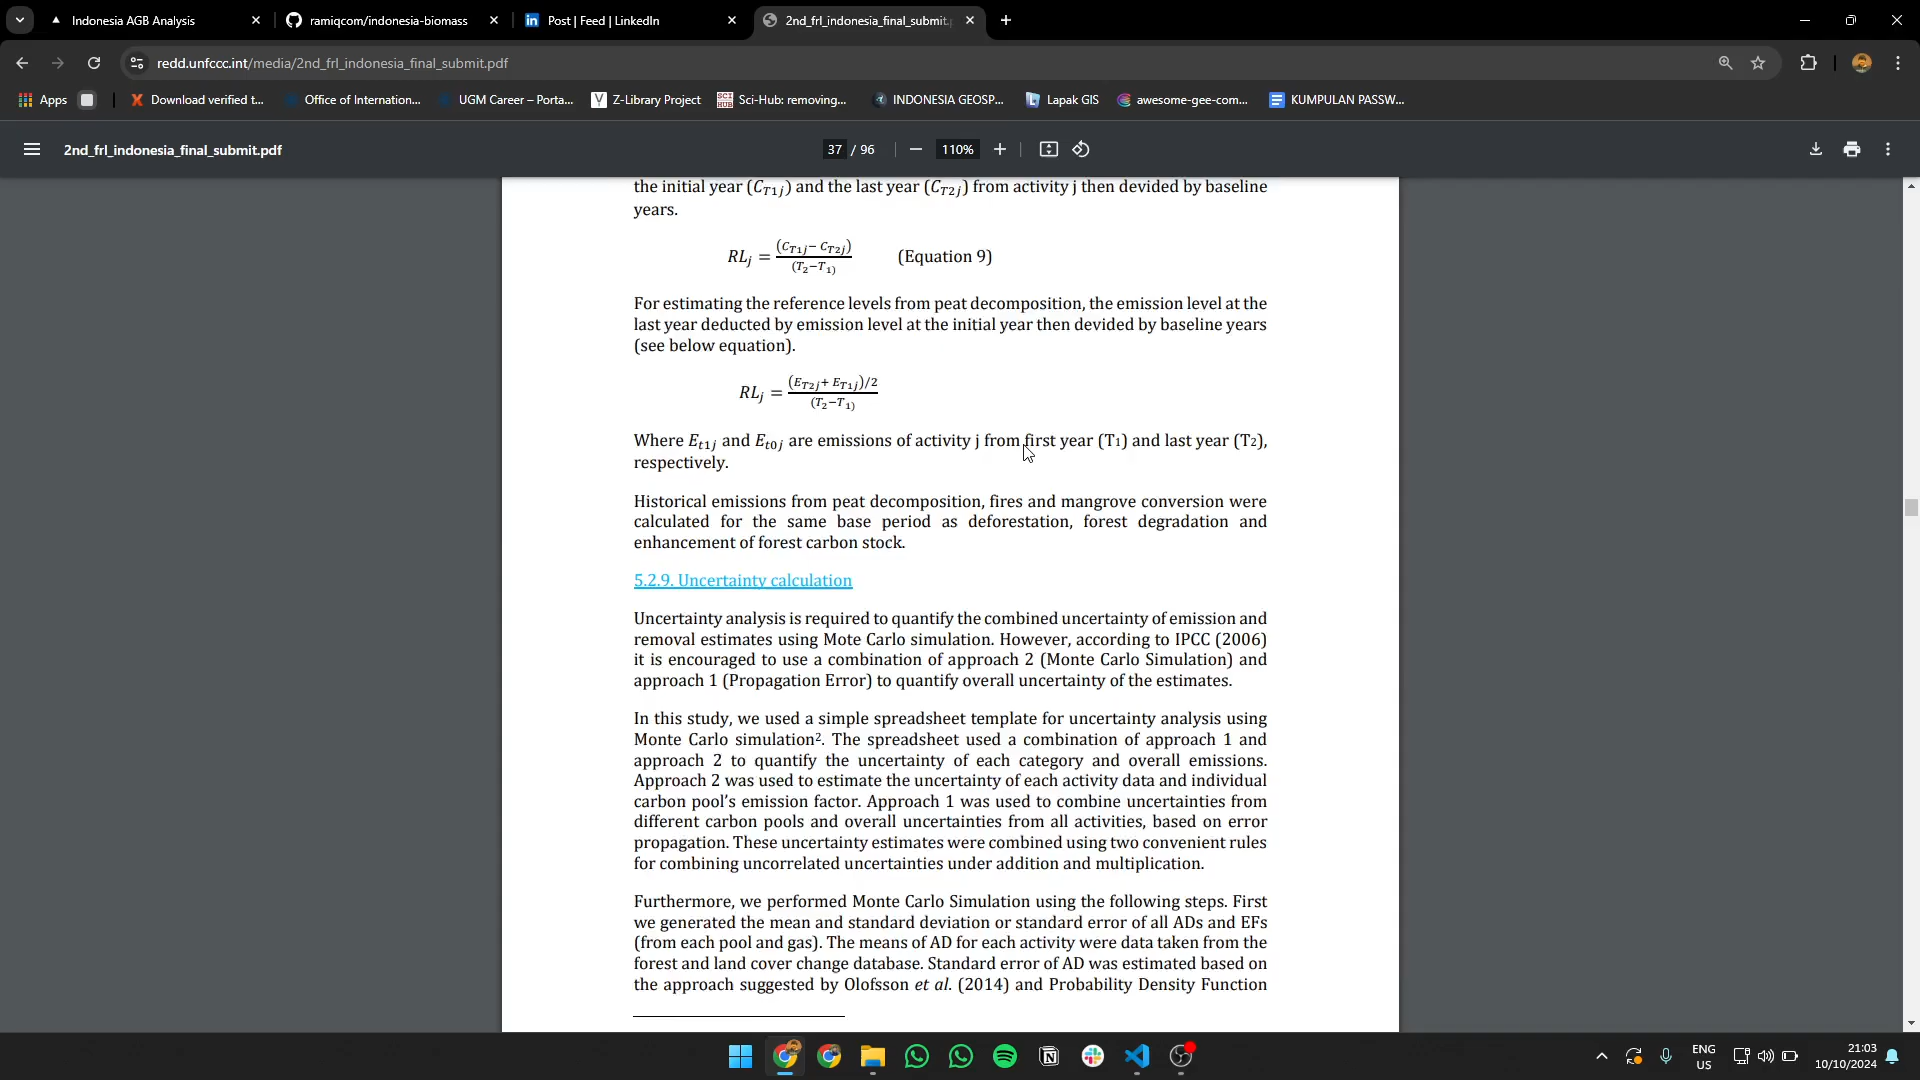 Indonesia AGB Analysis
ramiqcom/indonesia-biomass
Post | Feed | LinkedIn
2nd_frl_indonesia_final_submit.
redd.unfccc.int/media/2nd_frl_indonesia_final_submit.pdf
Apps
Download verified t...
Office of Internation...
UGM Career – Porta...
Z-Library Project
Sci-Hub: removing...
INDONESIA GEOSP...
Lapak GIS
awesome-gee-com...
KUMPULAN PASSW...
2nd_frl_indonesia_final_submit.pdf
37 / 96
110%
the initial year (C_{T1j}) and the last year (C_{T2j}) from activity j then devided by baseline
years.
RL_j = (C_{T1j} − C_{T2j}) / (T_2−T_1) (Equation 9)
For estimating the reference levels from peat decomposition, the emission level at the
last year deducted by emission level at the initial year then devided by baseline years
(see below equation).
RL_j = (E_{T2j} + E_{T1j})/2 / (T_2−T_1)
Where E_{t1j} and E_{t0j} are emissions of activity j from first year (T1) and last year (T2),
respectively.
Historical emissions from peat decomposition, fires and mangrove conversion were
calculated for the same base period as deforestation, forest degradation and
enhancement of forest carbon stock.
5.2.9. Uncertainty calculation
Uncertainty analysis is required to quantify the combined uncertainty of emission and
removal estimates using Mote Carlo simulation. However, according to IPCC (2006)
it is encouraged to use a combination of approach 2 (Monte Carlo Simulation) and
approach 1 (Propagation Error) to quantify overall uncertainty of the estimates.
In this study, we used a simple spreadsheet template for uncertainty analysis using
Monte Carlo simulation². The spreadsheet used a combination of approach 1 and
approach 2 to quantify the uncertainty of each category and overall emissions.
Approach 2 was used to estimate the uncertainty of each activity data and individual
carbon pool's emission factor. Approach 1 was used to combine uncertainties from
different carbon pools and overall uncertainties from all activities, based on error
propagation. These uncertainty estimates were combined using two convenient rules
for combining uncorrelated uncertainties under addition and multiplication.
Furthermore, we performed Monte Carlo Simulation using the following steps. First
we generated the mean and standard deviation or standard error of all ADs and EFs
(from each pool and gas). The means of AD for each activity were data taken from the
forest and land cover change database. Standard error of AD was estimated based on
the approach suggested by Olofsson et al. (2014) and Probability Density Function
ENG
US
21:03
10/10/2024